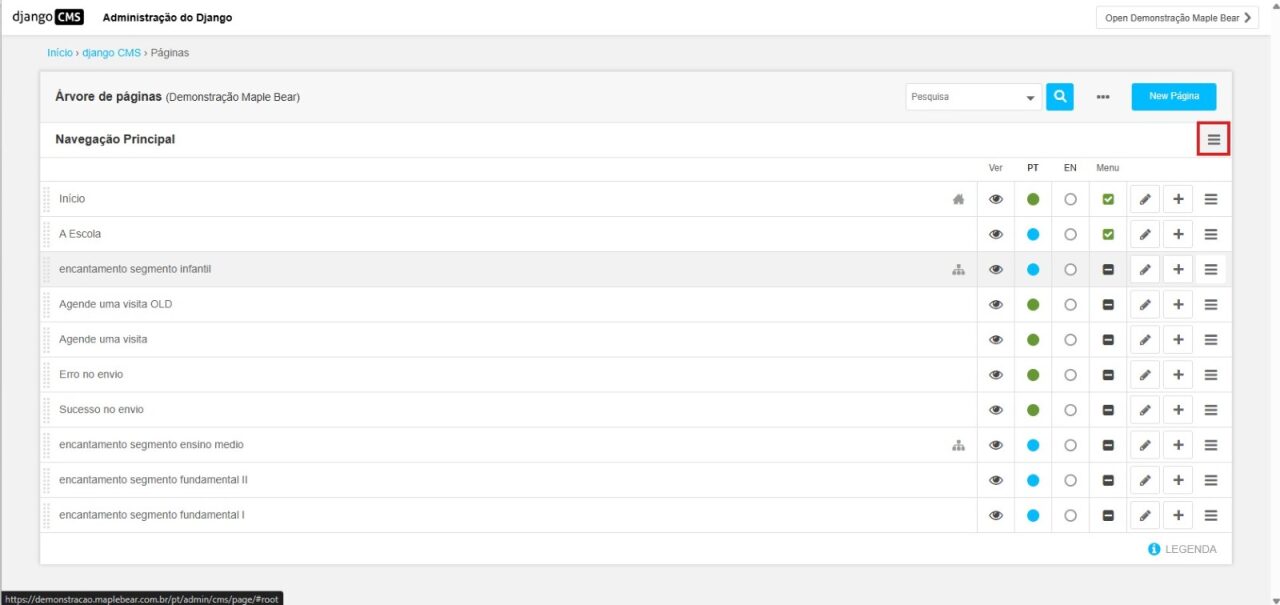 django CMS Administração do Django Open Demonstração Maple Bear
Início › django CMS › Páginas
Árvore de páginas (Demonstração Maple Bear) Pesquisa New Página
Navegação Principal
Ver PT EN Menu
Início
A Escola
encantamento segmento infantil
Agende uma visita OLD
Agende uma visita
Erro no envio
Sucesso no envio
encantamento segmento ensino medio
encantamento segmento fundamental II
encantamento segmento fundamental I
LEGENDA
https://demonstracao.maplebear.com.br/pt/admin/cms/page/#root